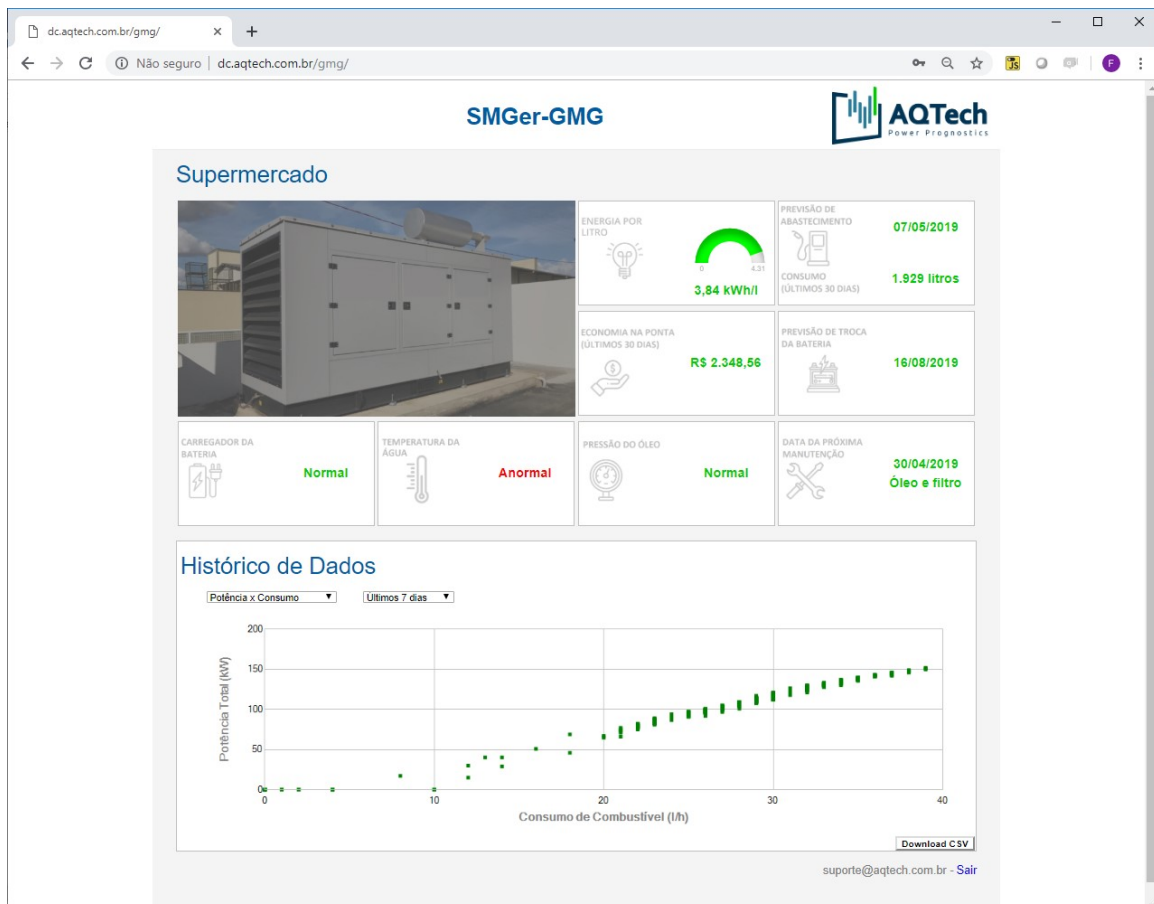 dc.aqtech.com.br/gmg/
Não seguro | dc.aqtech.com.br/gmg/
JS
F
SMGer-GMG
AQTech
Power Prognostics
Supermercado
ENERGIA POR
LITRO
0
4.31
3,84 kWh/l
PREVISÃO DE
ABASTECIMENTO
07/05/2019
CONSUMO
(ÚLTIMOS 30 DIAS)
1.929 litros
ECONOMIA NA PONTA
(ÚLTIMOS 30 DIAS)
R$ 2.348,56
PREVISÃO DE TROCA
DA BATERIA
16/08/2019
CARREGADOR DA
BATERIA
Normal
TEMPERATURA DA
ÁGUA
Anormal
PRESSÃO DO ÓLEO
Normal
DATA DA PRÓXIMA
MANUTENÇÃO
30/04/2019
Óleo e filtro
Histórico de Dados
Potência x Consumo
Últimos 7 dias
200
150
100
50
0
Potência Total (kW)
0
10
20
30
40
Consumo de Combustível (l/h)
Download CSV
suporte@aqtech.com.br - Sair